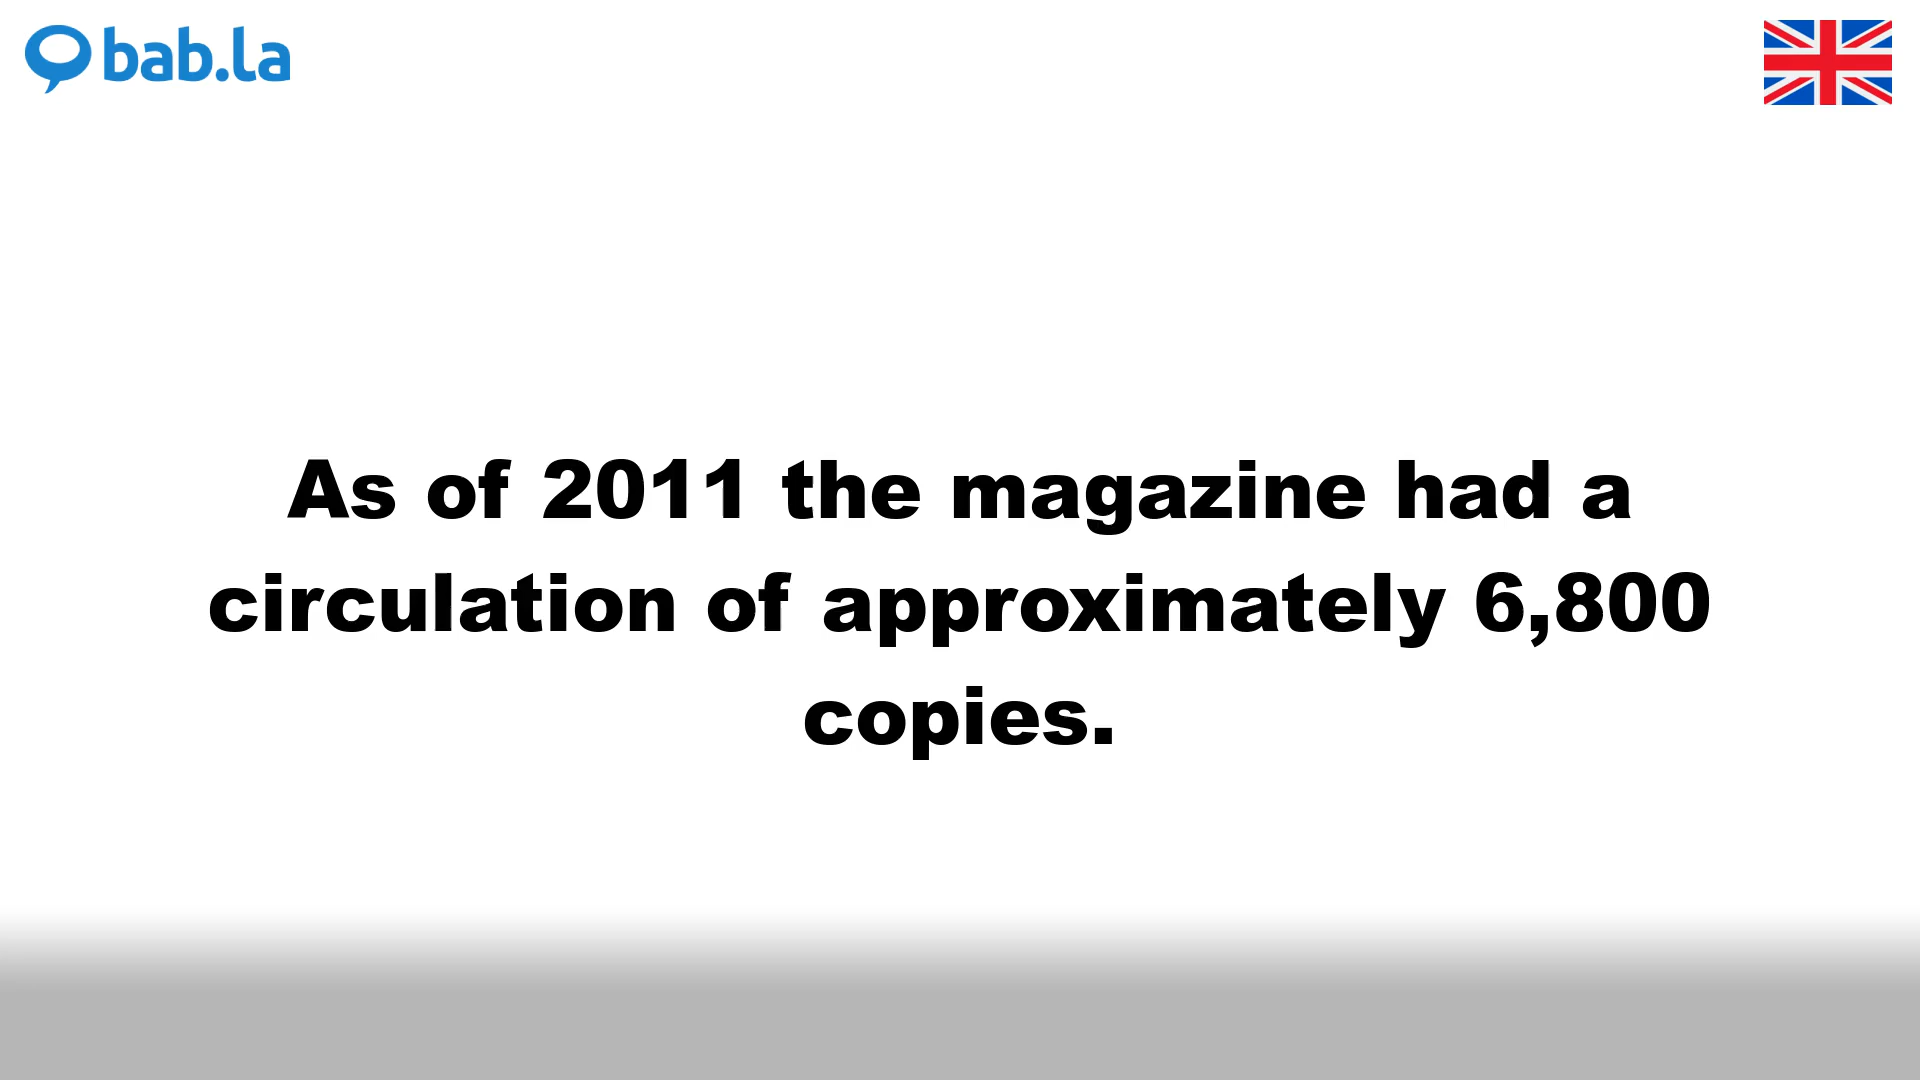 bab.la
As of 2011 the magazine had a
circulation of approximately 6,800
copies.